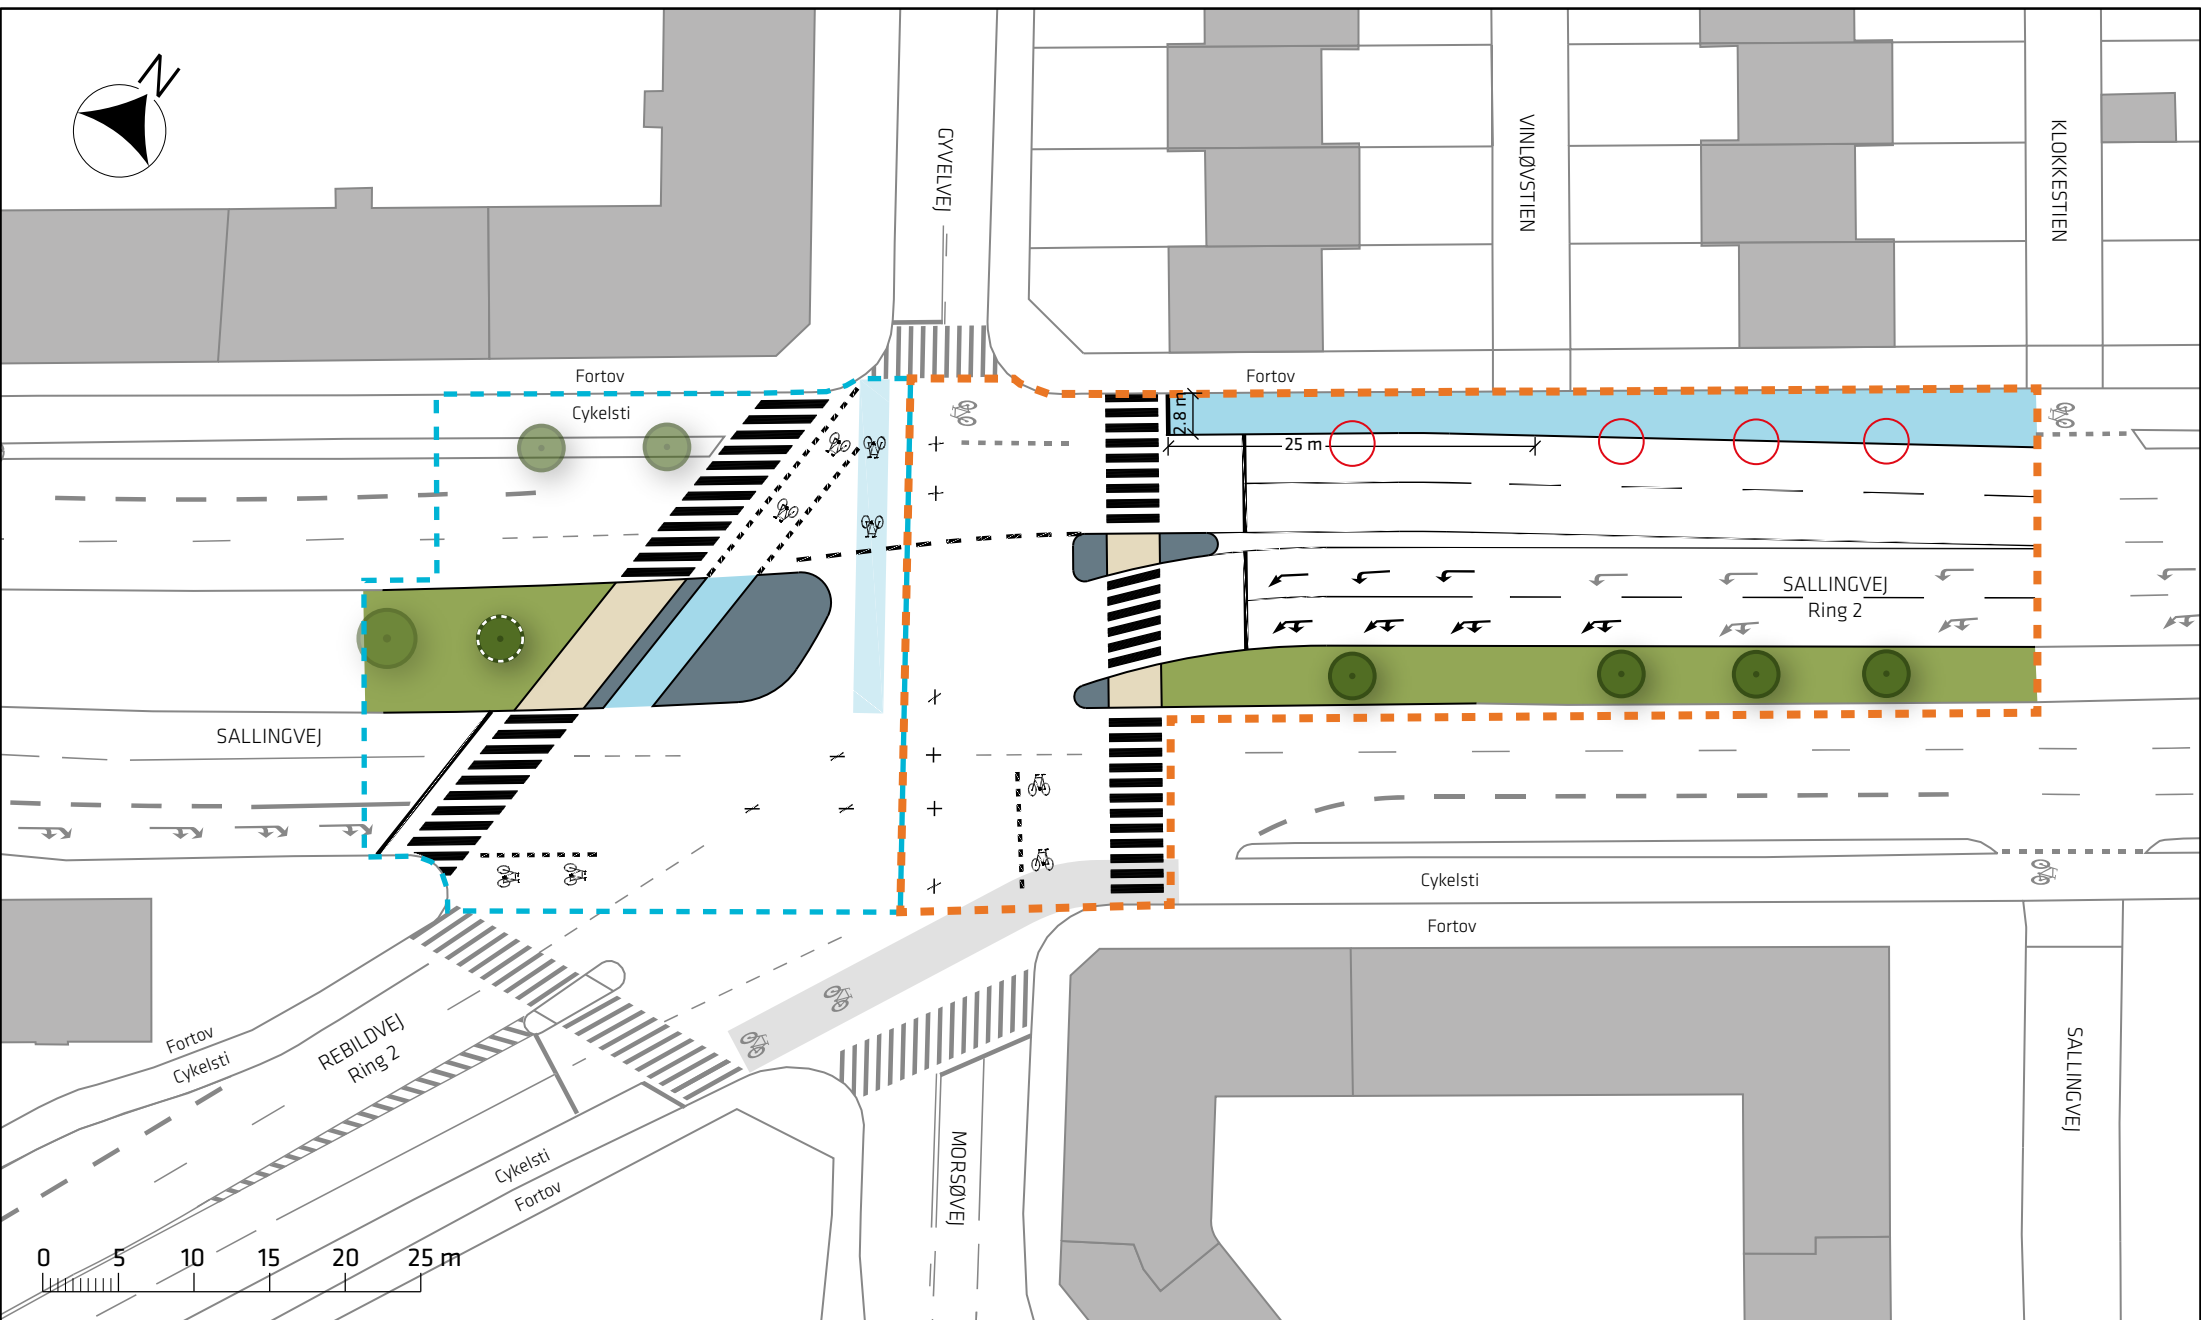 N
GYVELVEJ
VINLØVSTIEN
KLOKKESTIEN
Fortov
Fortov
Cykelsti
2.8 m
25 m
SALLINGVEJ
Ring 2
SALLINGVEJ
Cykelsti
Fortov
Fortov
Cykelsti
REBILDVEJ
Ring 2
SALLINGVEJ
Cykelsti
Fortov
MORSØVEJ
0 5 10 15 20 25 m